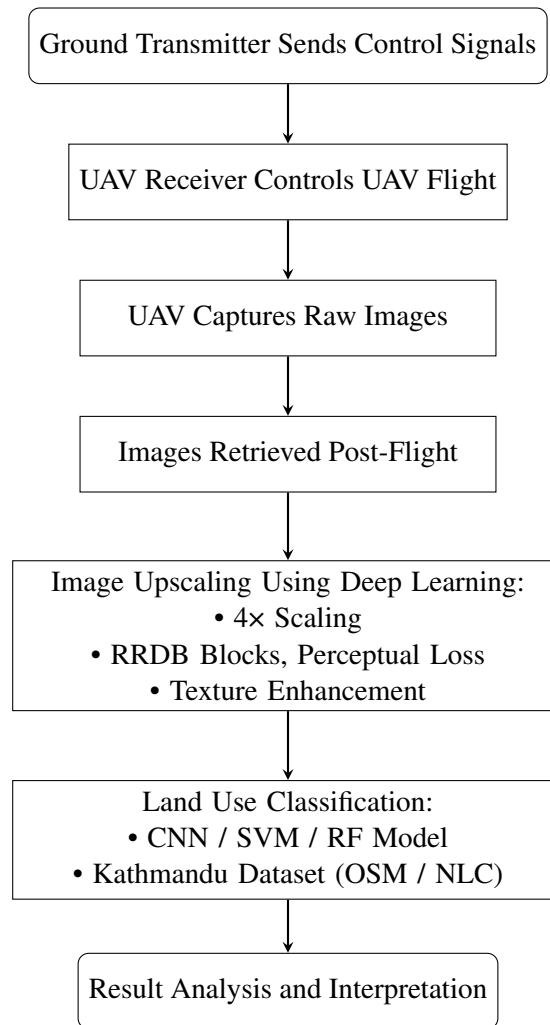 Ground Transmitter Sends Control Signals
UAV Receiver Controls UAV Flight
UAV Captures Raw Images
Images Retrieved Post-Flight
Image Upscaling Using Deep Learning:
• 4× Scaling
• RRDB Blocks, Perceptual Loss
• Texture Enhancement
Land Use Classification:
• CNN / SVM / RF Model
• Kathmandu Dataset (OSM / NLC)
Result Analysis and Interpretation